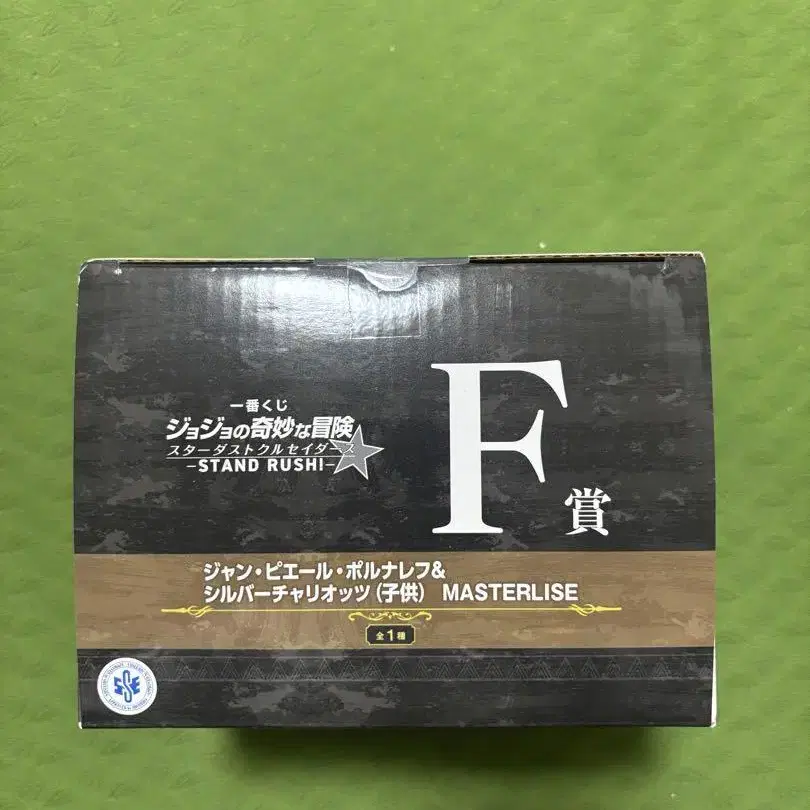 一番くじ
ジョジョの奇妙な冒険
スターダストクルセイダース
-STAND RUSH!-
F賞
ジャン・ピエール・ポルナレフ&
シルバーチャリオッツ(子供) MASTERLISE
全1種